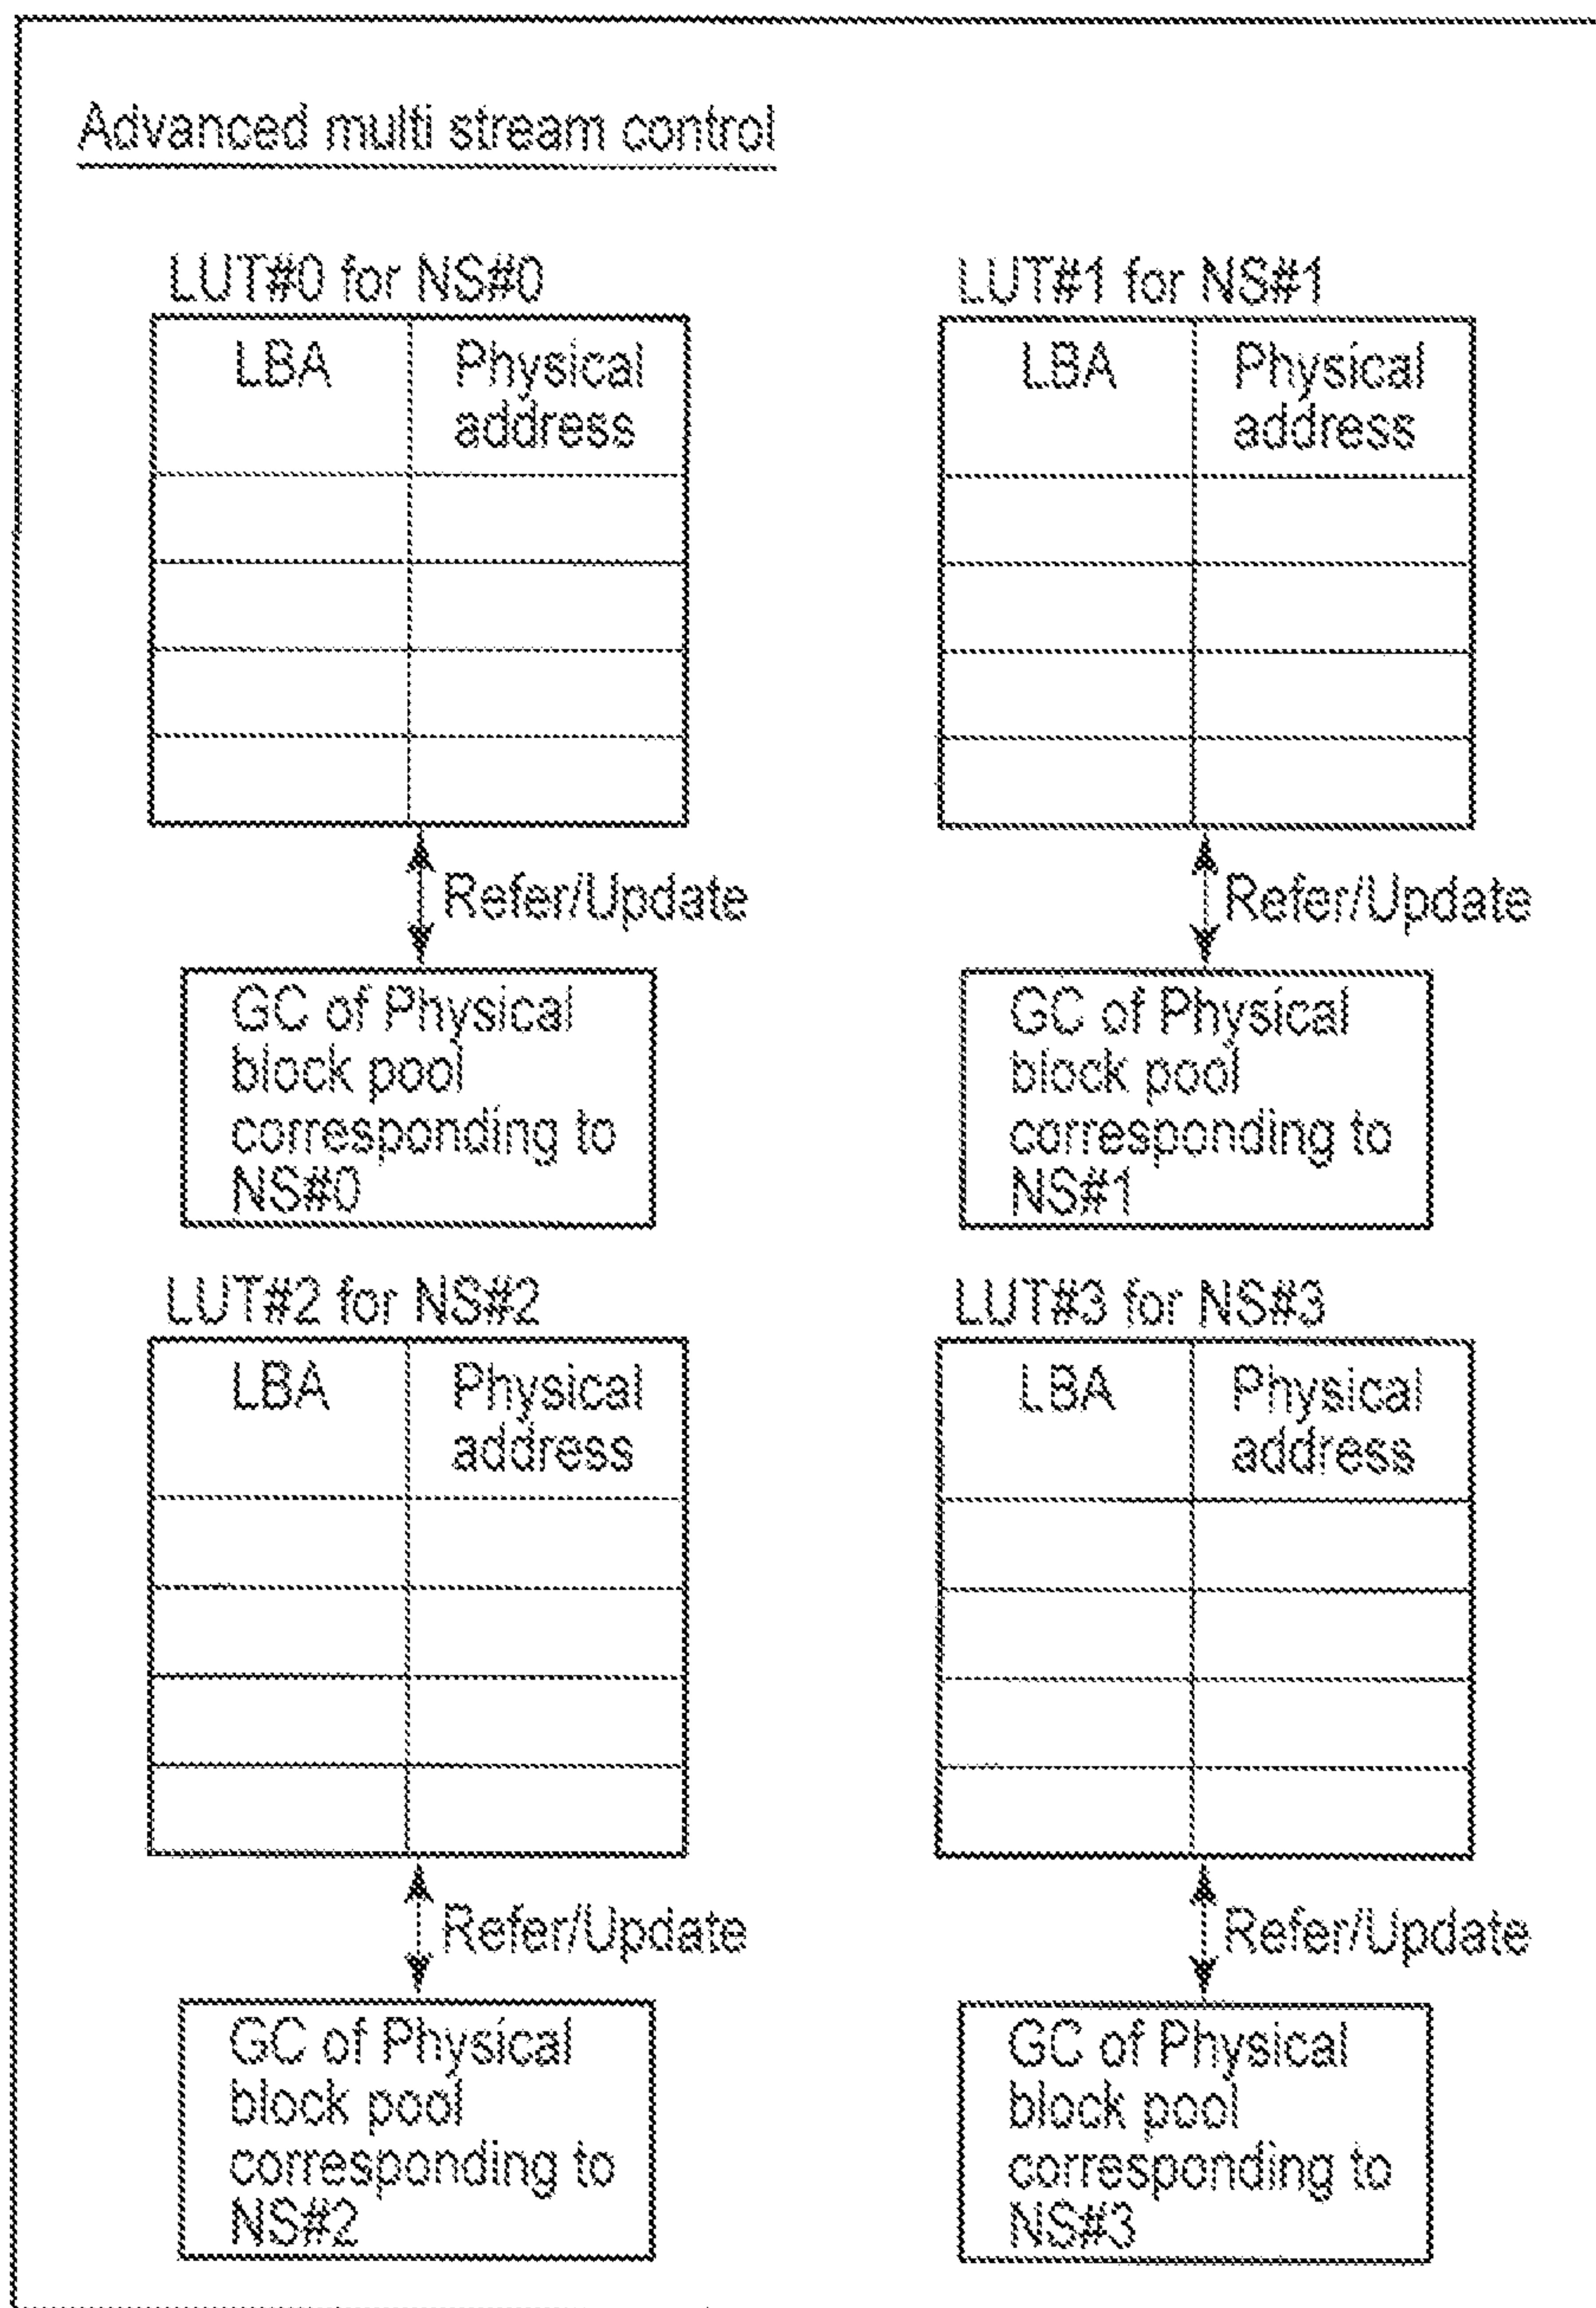 Advanced multi stream control
LUT#0 for NS#0
LBA
Physical
address
Refer/Update
GC of Physical
block pool
corresponding to
NS#0
LUT#1 for NS#1
LBA
Physical
address
Refer/Update
GC of Physical
block pool
corresponding to
NS#1
LUT#2 for NS#2
LBA
Physical
address
Refer/Update
GC of Physical
block pool
corresponding to
NS#2
LUT#3 for NS#3
LBA
Physical
address
Refer/Update
GC of Physical
block pool
corresponding to
NS#3